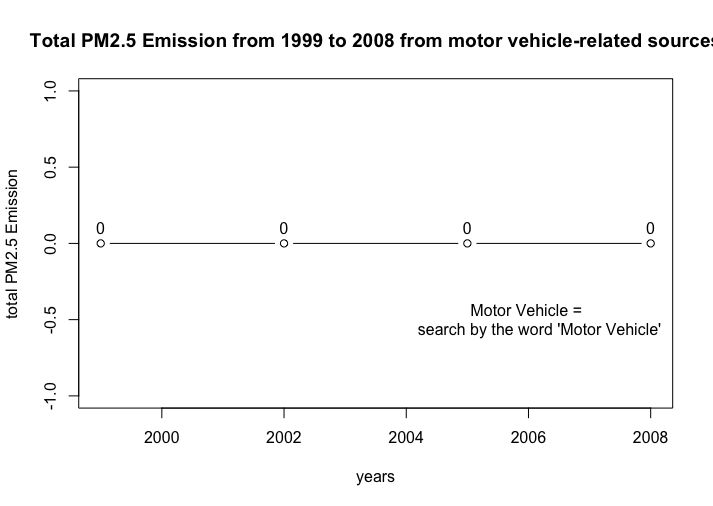 Total PM2.5 Emission from 1999 to 2008 from motor vehicle-related sources
1.0
0.5
0.0
-0.5
-1.0
total PM2.5 Emission
0 0 0 0
Motor Vehicle =
search by the word 'Motor Vehicle'
2000 2002 2004 2006 2008
years